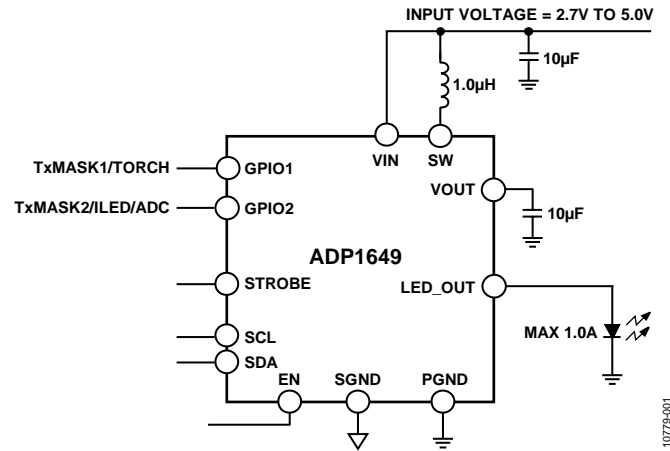 INPUT VOLTAGE = 2.7V TO 5.0V
10µF
1.0µH
VIN
SW
TxMASK1/TORCH
GPIO1
VOUT
TxMASK2/ILED/ADC
GPIO2
10µF
ADP1649
STROBE
LED_OUT
MAX 1.0A
SCL
SDA
EN
SGND
PGND
10779-001